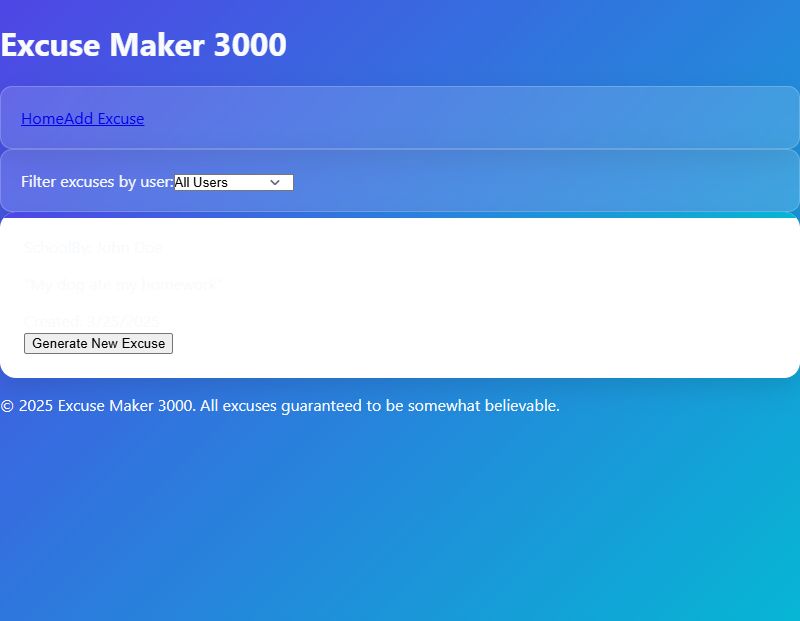 Excuse Maker 3000
HomeAdd Excuse
Filter excuses by user:All Users
SchoolBy: John Doe
"My dog ate my homework"
Created: 3/25/2025
Generate New Excuse
© 2025 Excuse Maker 3000. All excuses guaranteed to be somewhat believable.